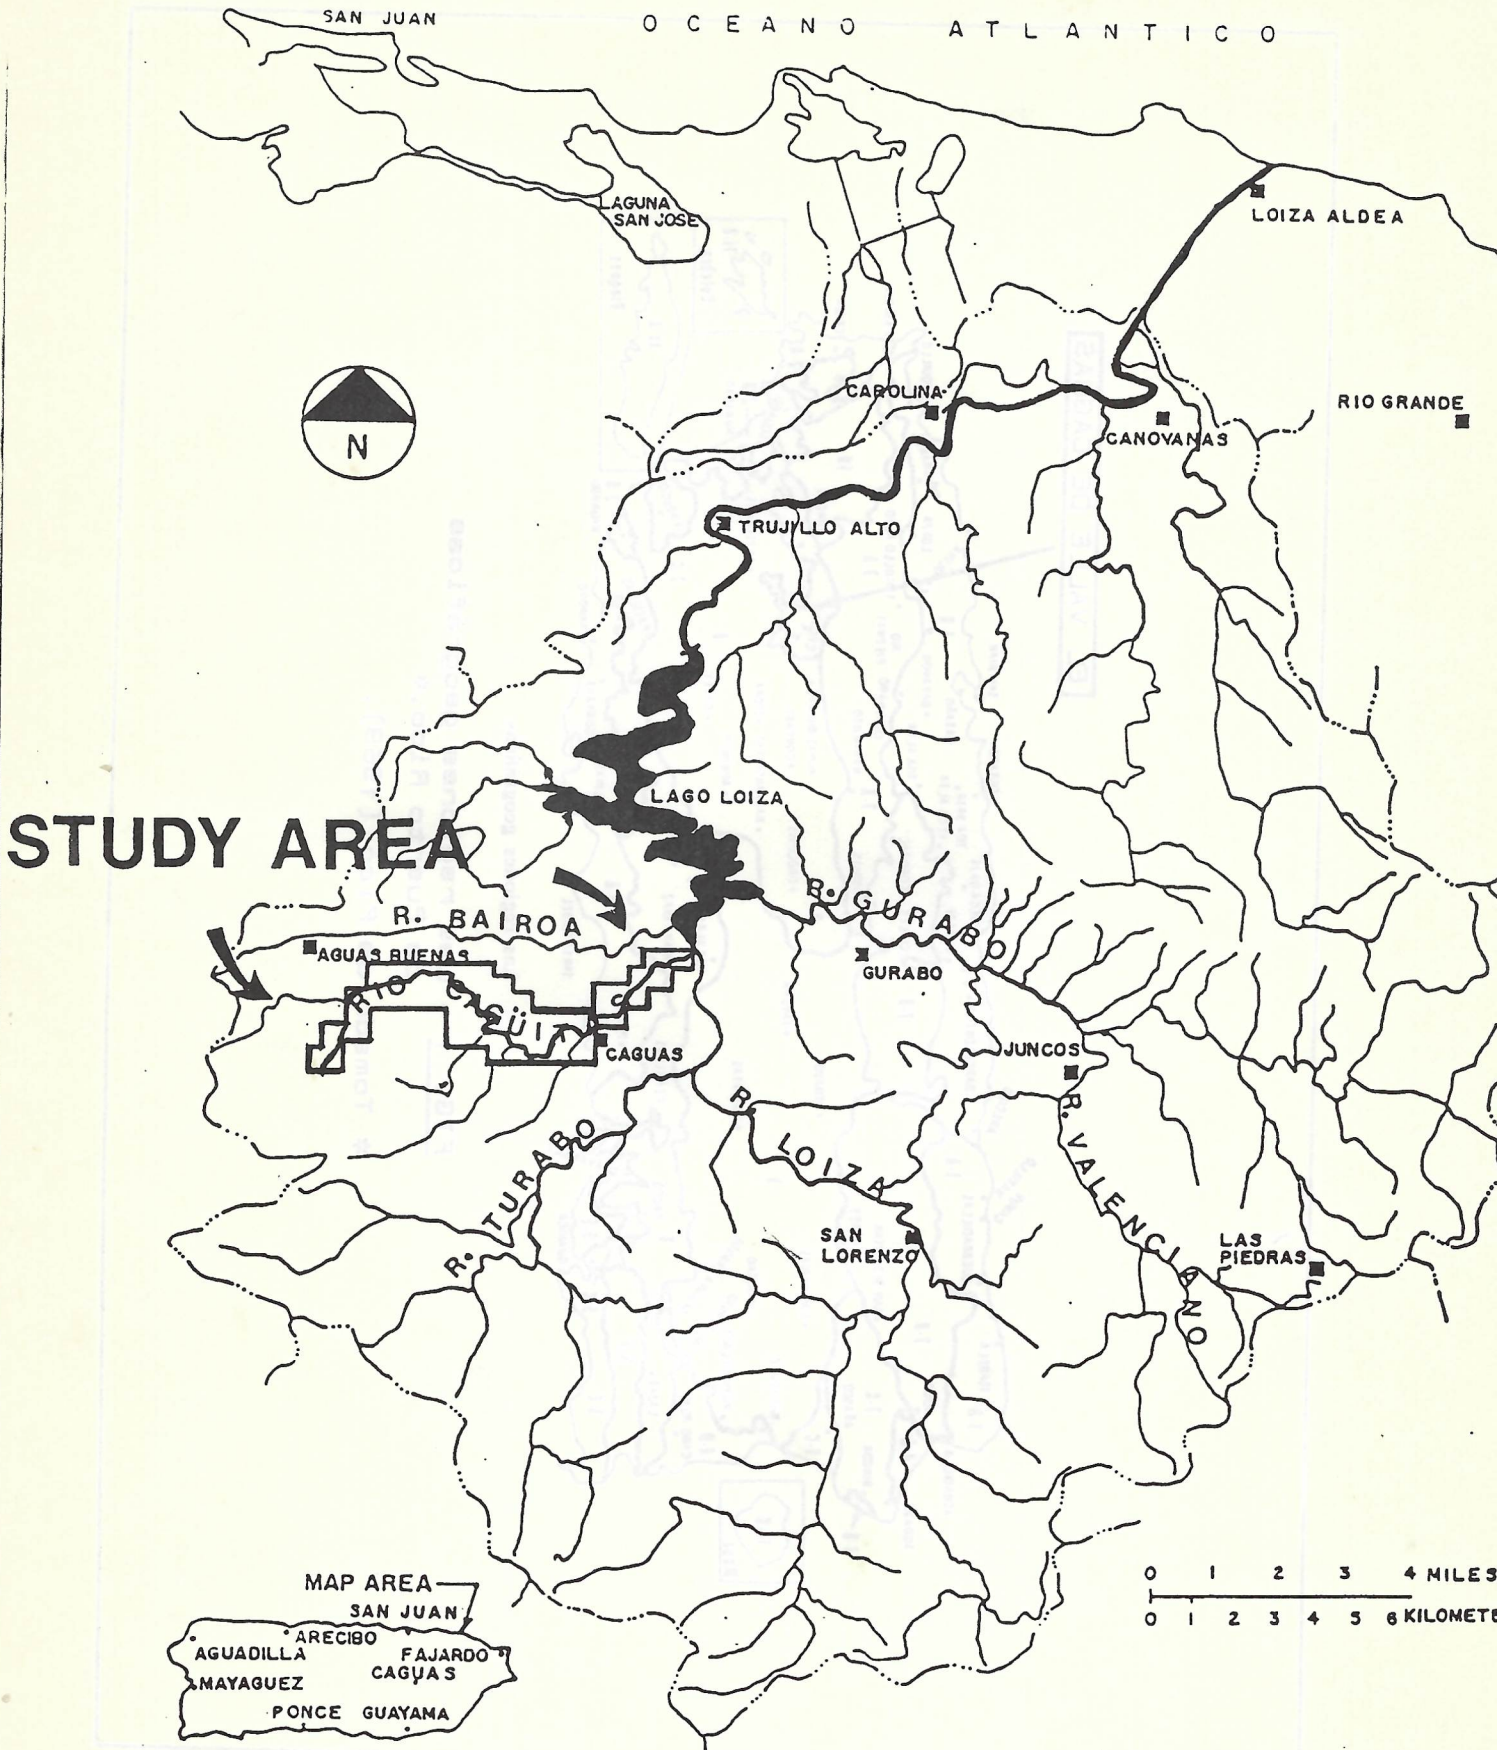 SAN JUAN
OCEANO ATLANTICO
LAGUNA
SAN JOSE
LOIZA ALDEA
CAROLINA
RIO GRANDE
CANOVANAS
N
TRUJILLO ALTO
LAGO LOIZA
STUDY AREA
R. BAIROA
R. GURABO
AGUAS BUENAS
GURABO
RIO CAGÜITAS
CAGUAS
JUNCOS
R. LOIZA
R. TURABO
R. VALENCIANO
SAN
LORENZO
LAS
PIEDRAS
MAP AREA
SAN JUAN
ARECIBO
AGUADILLA
FAJARDO
CAGUAS
MAYAGUEZ
PONCE
GUAYAMA
0 1 2 3 4 MILES
0 1 2 3 4 5 6 KILOMETE